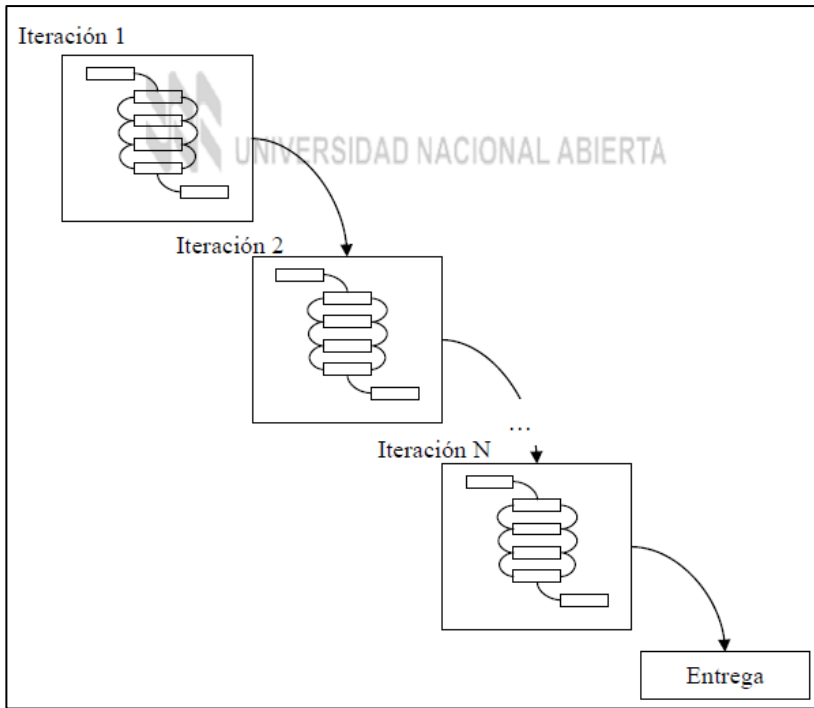 Iteración 1
UNIVERSIDAD NACIONAL ABIERTA
Iteración 2
...
Iteración N
Entrega